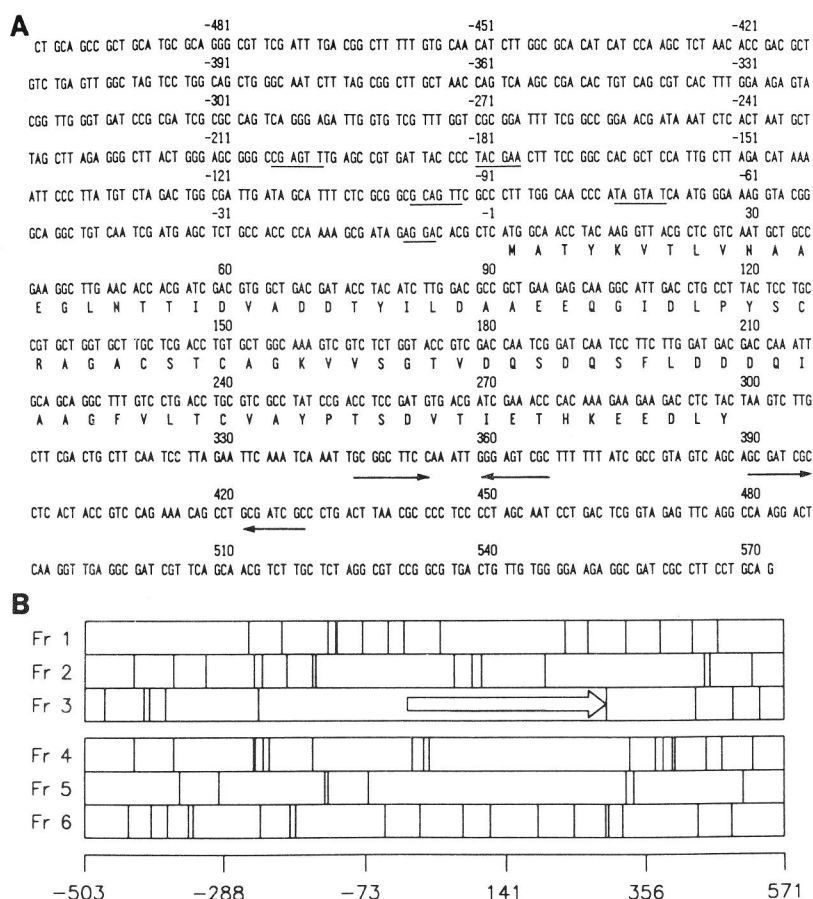 A
-481 -451 -421
CT GCA GCC GCT GCA TGC GCA GGG CGT TCG ATT TGA CGG CTT TTT GTG CAA CAT CTT GGC GCA CAT CAT CCA AGC TCT AAC ACC GAC GCT
-391 -361 -331
GTC TGA GTT GGC TAG TCC TGG CAG CTG GGC AAT CTT TAG CGG CTT GCT AAC CAG TCA AGC CGA CAC TGT CAG CGT CAC TTT GGA AGA GTA
-301 -271 -241
CGG TTG GGT GAT CCG CGA TCG CGC CAG TCA GGG AGA TTG GTG TCG TTT GGT CGC GGA TTT TCG GCC GGA ACG ATA AAT CTC ACT AAT GCT
-211 -181 -151
TAG CTT AGA GGG CTT ACT GGG AGC GGG CCG AGT TTG AGC CGT GAT TAC CCC TAC GAA CTT TCC GGC CAC GCT CCA TTG CTT AGA CAT AAA
-121 -91 -61
ATT CCC TTA TGT CTA GAC TGG CGA TTG ATA GCA TTT CTC GCG GCG CAG TTC GCC CTT TGG CAA CCC ATA GTA TCA ATG GGA AAG GTA CGG
-31 -1 30
GCA GGC TGT CAA TCG ATG AGC TCT GCC ACC CCA AAA GCG ATA GAG GAC ACG CTC ATG GCA ACC TAC AAG GTT ACG CTC GTC AAT GCT GCC
M A T Y K V T L V N A A
60 90 120
GAA GGC TTG AAC ACC ACG ATC GAC GTG GCT GAC GAT ACC TAC ATC TTG GAC GCC GCT GAA GAG CAA GGC ATT GAC CTG CCT TAC TCC TGC
E G L N T T I D V A D D T Y I L D A A E E Q G I D L P Y S C
150 180 210
CGT GCT GGT GCT TGC TCG ACC TGT GCT GGC AAA GTC GTC TCT GGT ACC GTC GAC CAA TCG GAT CAA TCC TTC TTG GAT GAC GAC CAA ATT
R A G A C S T C A G K V V S G T V D Q S D Q S F L D D D Q I
240 270 300
GCA GCA GGC TTT GTC CTG ACC TGC GTC GCC TAT CCG ACC TCC GAT GTG ACG ATC GAA ACC CAC AAA GAA GAA GAC CTC TAC TAA GTC TTG
A A G F V L T C V A Y P T S D V T I E T H K E E D L Y
330 360 390
CTT CGA CTG CTT CAA TCC TTA GAA TTC AAA TCA AAT TGC GGC TTC CAA ATT GGG AGT CGC TTT TTT ATC GCC GTA GTC AGC AGC GAT CGC
420 450 480
CTC ACT ACC GTC CAG AAA CAG CCT GCG ATC GCC CTG ACT TAA CGC CCC TCC CCT AGC AAT CCT GAC TCG GTA GAG TTC AGG CCA AGG ACT
510 540 570
CAA GGT TGA GGC GAT CGT TCA GCA ACG TCT TGC TCT AGG CGT CCG GCG TGA CTG TTG TGG GGA AGA GGC GAT CGC CTT CCT GCA G
B
Fr 1
Fr 2
Fr 3
Fr 4
Fr 5
Fr 6
-503 -288 -73 141 356 571